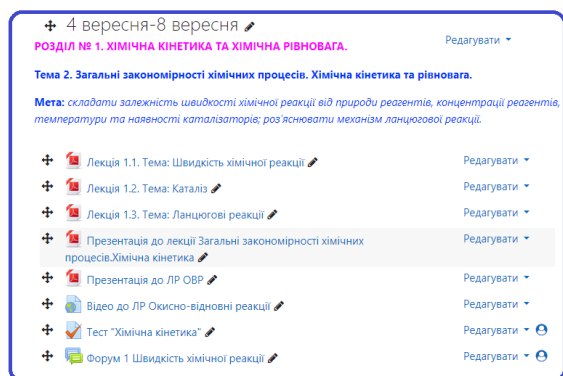 4 вересня-8 вересня
Редагувати
РОЗДІЛ № 1. ХІМІЧНА КІНЕТИКА ТА ХІМІЧНА РІВНОВАГА.
Тема 2. Загальні закономірності хімічних процесів. Хімічна кінетика та рівновага.
Мета: складати залежність швидкості хімічної реакції від природи реагентів, концентрації реагентів,
температури та наявності каталізаторів; роз'яснювати механізм ланцюгової реакції.
Лекція 1.1. Тема: Швидкість хімічної реакції Редагувати
Лекція 1.2. Тема: Каталіз Редагувати
Лекція 1.3. Тема: Ланцюгові реакції Редагувати
Презентація до лекції Загальні закономірності хімічних Редагувати
процесів.Хімічна кінетика
Презентація до ЛР ОВР Редагувати
Відео до ЛР Окисно-відновні реакції Редагувати
Тест "Хімічна кінетика" Редагувати
Форум 1 Швидкість хімічної реакції Редагувати